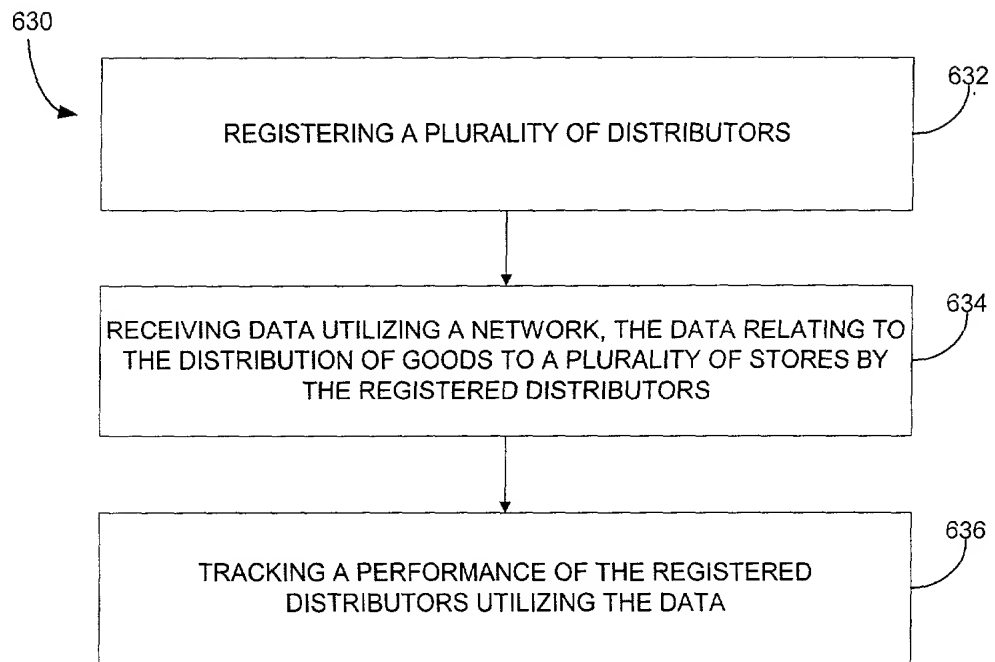 630
632
REGISTERING A PLURALITY OF DISTRIBUTORS
634
RECEIVING DATA UTILIZING A NETWORK, THE DATA RELATING TO
THE DISTRIBUTION OF GOODS TO A PLURALITY OF STORES BY
THE REGISTERED DISTRIBUTORS
636
TRACKING A PERFORMANCE OF THE REGISTERED
DISTRIBUTORS UTILIZING THE DATA